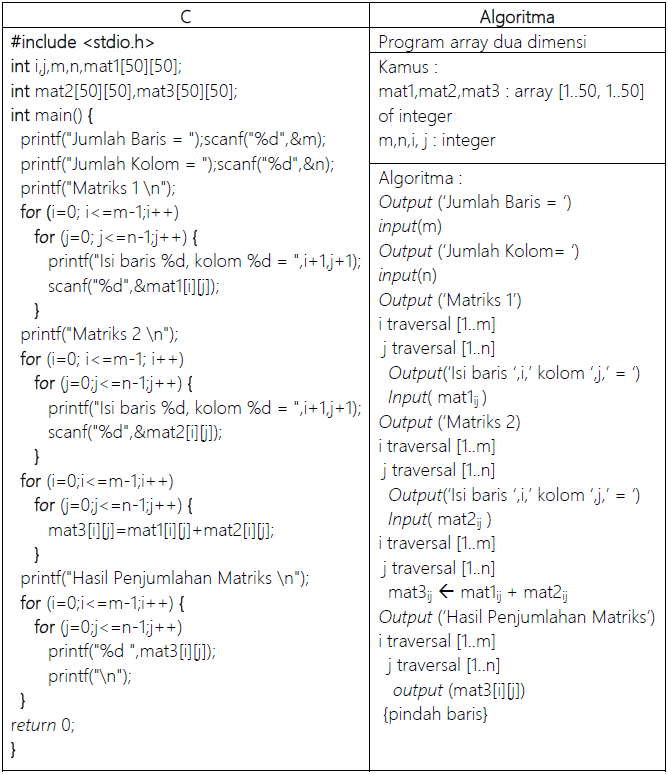 C
#include <stdio.h>
int i,j,m,n,mat1[50][50];
int mat2[50][50],mat3[50][50];
int main() {
printf("Jumlah Baris = ");scanf("%d",&m);
printf("Jumlah Kolom = ");scanf("%d",&n);
printf("Matriks 1 \n");
for (i=0; i<=m-1;i++)
for (j=0; j<=n-1;j++) {
printf("Isi baris %d, kolom %d = ",i+1,j+1);
scanf("%d",&mat1[i][j]);
}
printf("Matriks 2 \n");
for (i=0; i<=m-1; i++)
for (j=0;j<=n-1;j++) {
printf("Isi baris %d, kolom %d = ",i+1,j+1);
scanf("%d",&mat2[i][j]);
}
for (i=0;i<=m-1;i++)
for (j=0;j<=n-1;j++) {
mat3[i][j]=mat1[i][j]+mat2[i][j];
}
printf("Hasil Penjumlahan Matriks \n");
for (i=0;i<=m-1;i++) {
for (j=0;j<=n-1;j++)
printf("%d ",mat3[i][j]);
printf("\n");
}
return 0;
}
Algoritma
Program array dua dimensi
Kamus :
mat1,mat2,mat3 : array [1..50, 1..50]
of integer
m,n,i, j : integer
Algoritma :
Output (‘Jumlah Baris = ‘)
input(m)
Output (‘Jumlah Kolom= ‘)
input(n)
Output (‘Matriks 1’)
i traversal [1..m]
j traversal [1..n]
Output(‘Isi baris ‘,i,’ kolom ‘,j,’ = ‘)
Input( mat1ij )
Output (‘Matriks 2)
i traversal [1..m]
j traversal [1..n]
Output(‘Isi baris ‘,i,’ kolom ‘,j,’ = ‘)
Input( mat2ij )
i traversal [1..m]
j traversal [1..n]
mat3ij ← mat1ij + mat2ij
Output (‘Hasil Penjumlahan Matriks’)
i traversal [1..m]
j traversal [1..n]
output (mat3[i][j])
{pindah baris}